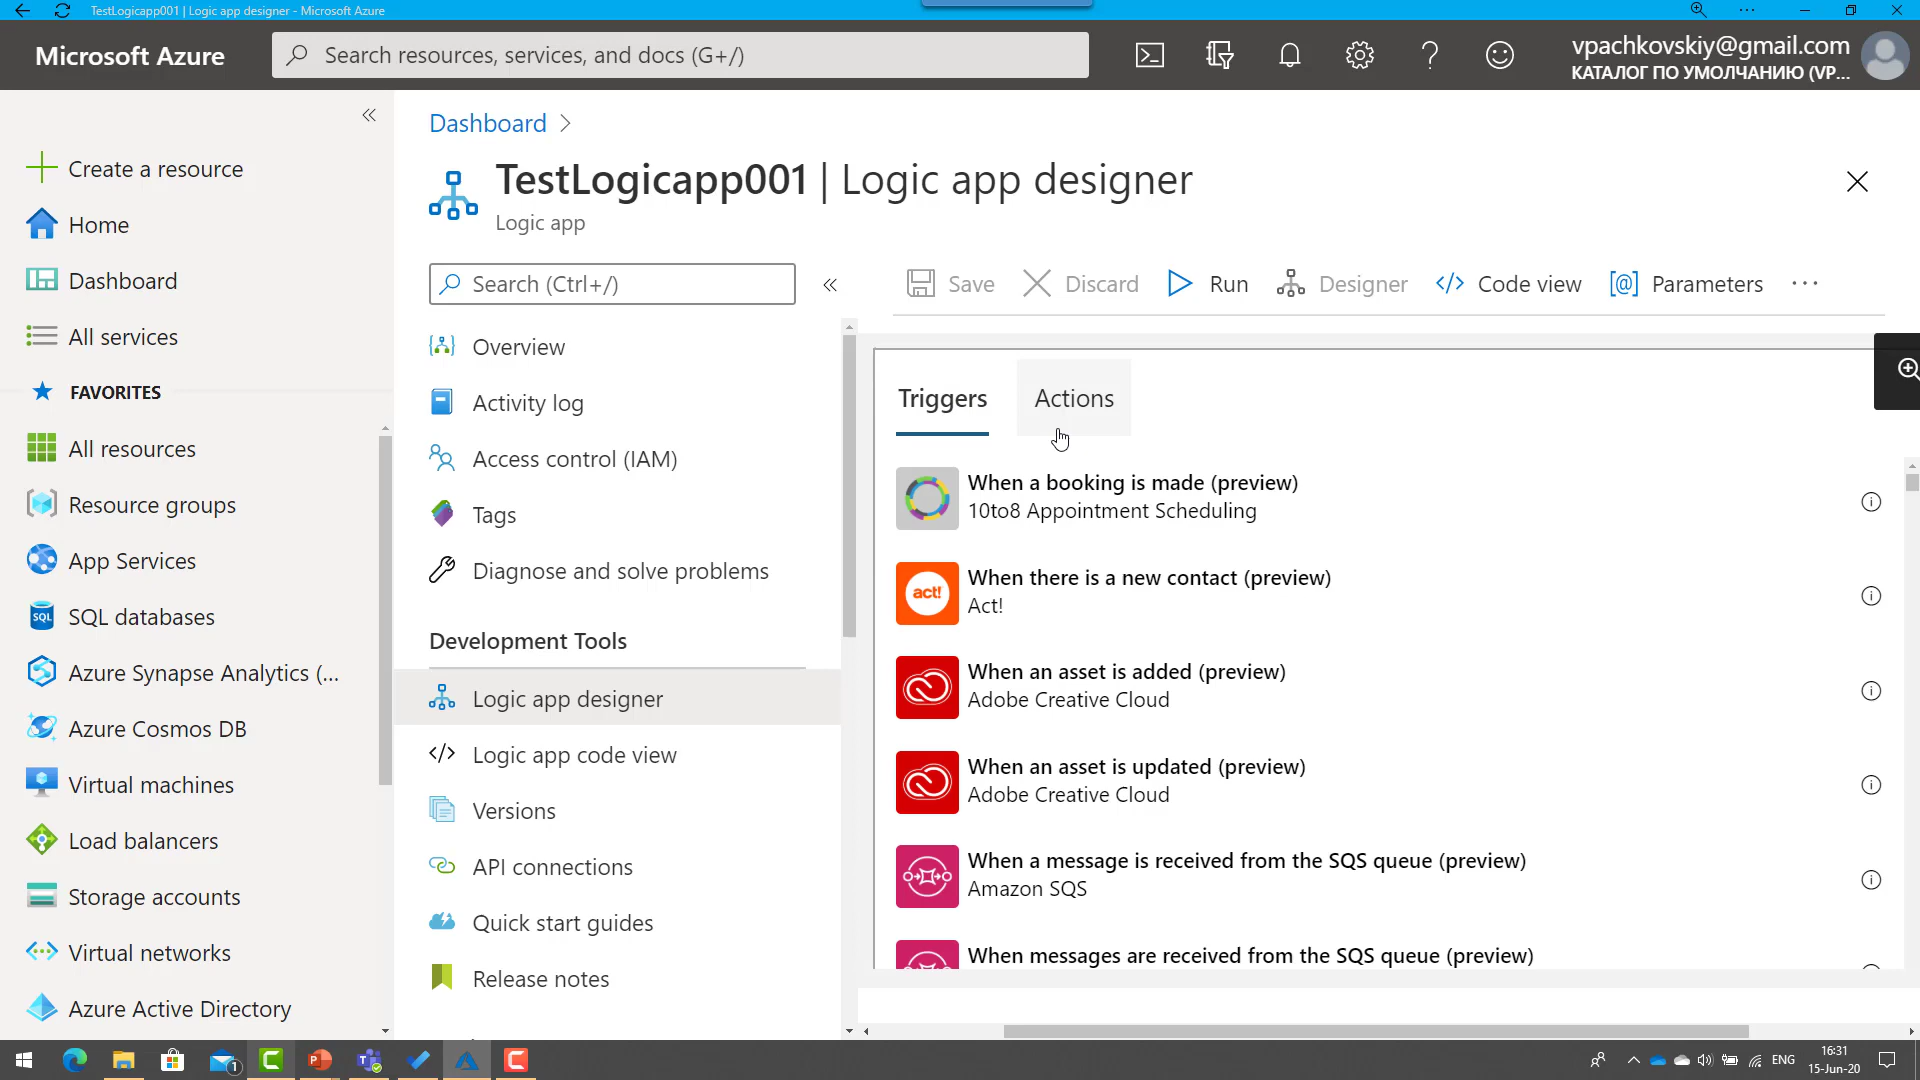 TestLogicapp001 | Logic app designer - Microsoft Azure
Microsoft Azure
Search resources, services, and docs (G+/)
vpachkovskiy@gmail.com
КАТАЛОГ ПО УМОЛЧАНИЮ (VP...
Create a resource
Home
Dashboard
All services
FAVORITES
All resources
Resource groups
App Services
SQL
SQL databases
Azure Synapse Analytics (...
Azure Cosmos DB
Virtual machines
Load balancers
Storage accounts
Virtual networks
Azure Active Directory
Dashboard >
TestLogicapp001 | Logic app designer
Logic app
Search (Ctrl+/)
Overview
Activity log
Access control (IAM)
Tags
Diagnose and solve problems
Development Tools
Logic app designer
Logic app code view
Versions
API connections
Quick start guides
Release notes
Save
Discard
Run
Designer
Code view
Parameters
...
Triggers
Actions
When a booking is made (preview)
10to8 Appointment Scheduling
act!
When there is a new contact (preview)
Act!
When an asset is added (preview)
Adobe Creative Cloud
When an asset is updated (preview)
Adobe Creative Cloud
When a message is received from the SQS queue (preview)
Amazon SQS
When messages are received from the SQS queue (preview)
1
ENG
16:31
15-Jun-20